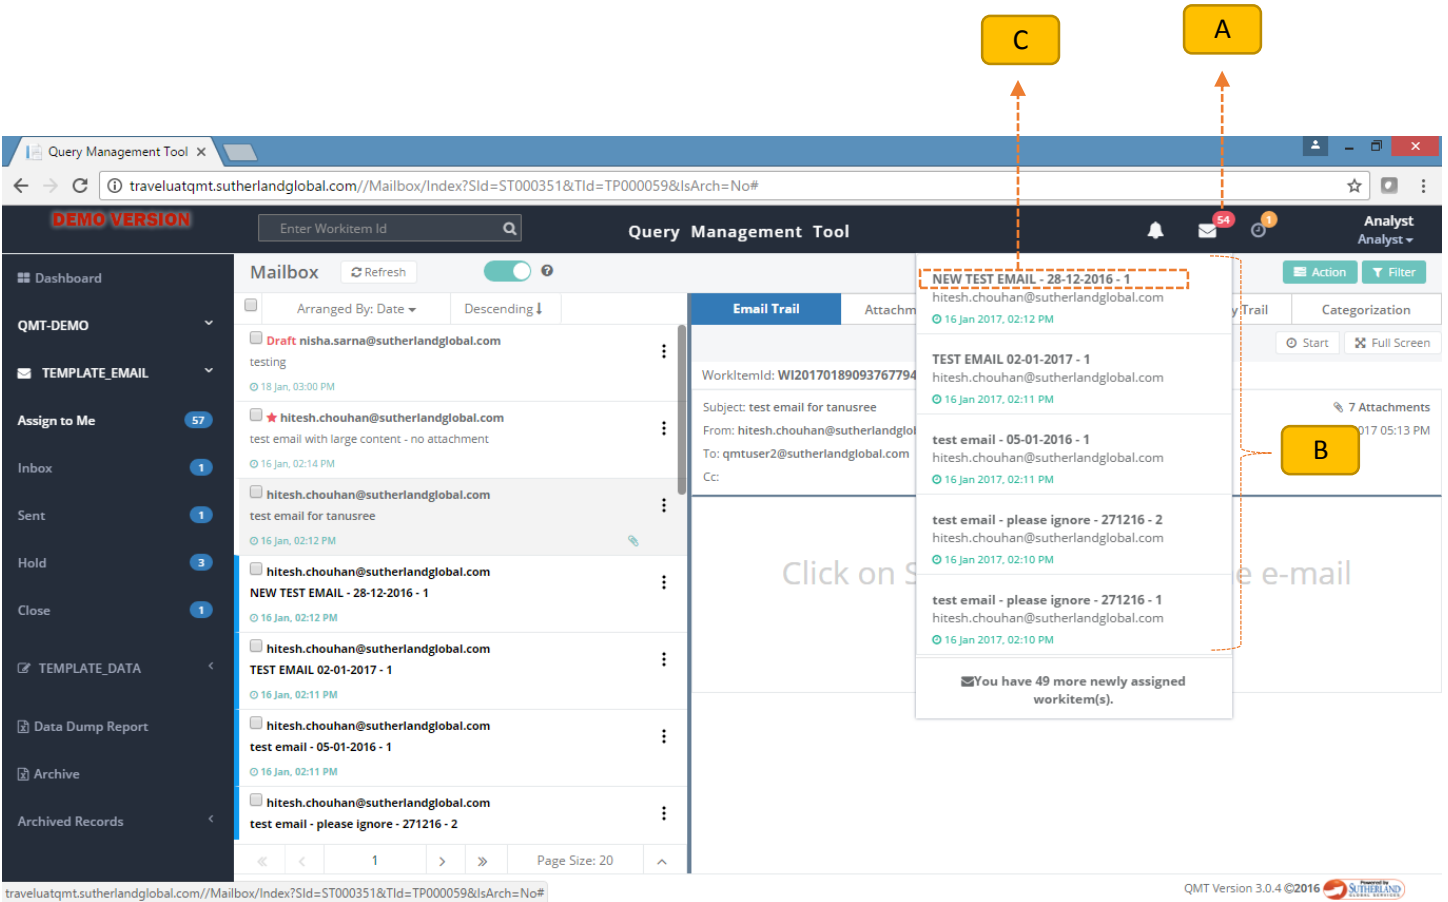 C
A
Query Management Tool
traveluatqmt.sutherlandglobal.com//Mailbox/Index?SId=ST000351&TId=TP000059&IsArch=No#
DEMO VERSION
Enter Workitem Id
Query Management Tool
54
1
Analyst
Analyst
Dashboard
QMT-DEMO
TEMPLATE_EMAIL
Assign to Me 57
Inbox 1
Sent 1
Hold 3
Close 1
TEMPLATE_DATA
Data Dump Report
Archive
Archived Records
Mailbox
Refresh
Arranged By: Date
Descending
Draft nisha.sarna@sutherlandglobal.com
testing
18 Jan, 03:00 PM
hitesh.chouhan@sutherlandglobal.com
test email with large content - no attachment
16 Jan, 02:14 PM
hitesh.chouhan@sutherlandglobal.com
test email for tanusree
16 Jan, 02:12 PM
hitesh.chouhan@sutherlandglobal.com
NEW TEST EMAIL - 28-12-2016 - 1
16 Jan, 02:12 PM
hitesh.chouhan@sutherlandglobal.com
TEST EMAIL 02-01-2017 - 1
16 Jan, 02:11 PM
hitesh.chouhan@sutherlandglobal.com
test email - 05-01-2016 - 1
16 Jan, 02:11 PM
hitesh.chouhan@sutherlandglobal.com
test email - please ignore - 271216 - 2
1
Page Size: 20
Action
Filter
Email Trail
Attachm
y Trail
Categorization
Start
Full Screen
WorkItemId: WI20170189093767794
Subject: test email for tanusree
7 Attachments
From: hitesh.chouhan@sutherlandglol
017 05:13 PM
To: qmtuser2@sutherlandglobal.com
Cc:
Click on S
e e-mail
NEW TEST EMAIL - 28-12-2016 - 1
hitesh.chouhan@sutherlandglobal.com
16 Jan 2017, 02:12 PM
TEST EMAIL 02-01-2017 - 1
hitesh.chouhan@sutherlandglobal.com
16 Jan 2017, 02:11 PM
test email - 05-01-2016 - 1
hitesh.chouhan@sutherlandglobal.com
16 Jan 2017, 02:11 PM
test email - please ignore - 271216 - 2
hitesh.chouhan@sutherlandglobal.com
16 Jan 2017, 02:10 PM
test email - please ignore - 271216 - 1
hitesh.chouhan@sutherlandglobal.com
16 Jan 2017, 02:10 PM
You have 49 more newly assigned
workitem(s).
B
traveluatqmt.sutherlandglobal.com//Mailbox/Index?SId=ST000351&TId=TP000059&IsArch=No#
QMT Version 3.0.4 ©2016
Powered by
SUTHERLAND
GLOBAL SERVICES